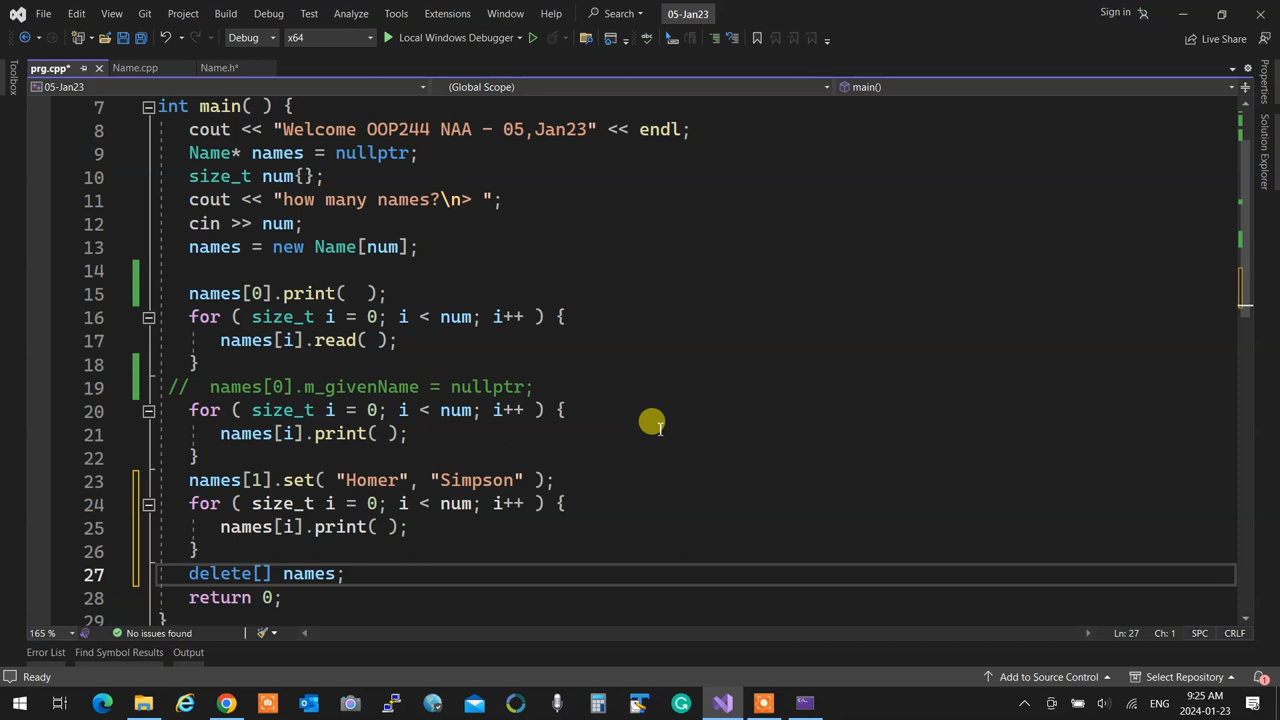 File Edit View Git Project Build Debug Test Analyze Tools Extensions Window Help Search 05-Jan23 Sign in
Debug x64 Local Windows Debugger Live Share
prg.cpp* Name.cpp Name.h*
05-Jan23 (Global Scope) main()
Toolbox
Properties
Solution Explorer
7 int main( ) {
8 cout << "Welcome OOP244 NAA - 05,Jan23" << endl;
9 Name* names = nullptr;
10 size_t num{};
11 cout << "how many names?\n> ";
12 cin >> num;
13 names = new Name[num];
14
15 names[0].print(  );
16 for ( size_t i = 0; i < num; i++ ) {
17 names[i].read( );
18 }
19 //  names[0].m_givenName = nullptr;
20 for ( size_t i = 0; i < num; i++ ) {
21 names[i].print( );
22 }
23 names[1].set( "Homer", "Simpson" );
24 for ( size_t i = 0; i < num; i++ ) {
25 names[i].print( );
26 }
27 delete[] names;
28 return 0;
29 }
165 % No issues found Ln: 27 Ch: 1 SPC CRLF
Error List Find Symbol Results Output
Ready Add to Source Control Select Repository 1
ENG 9:25 AM
2024-01-23